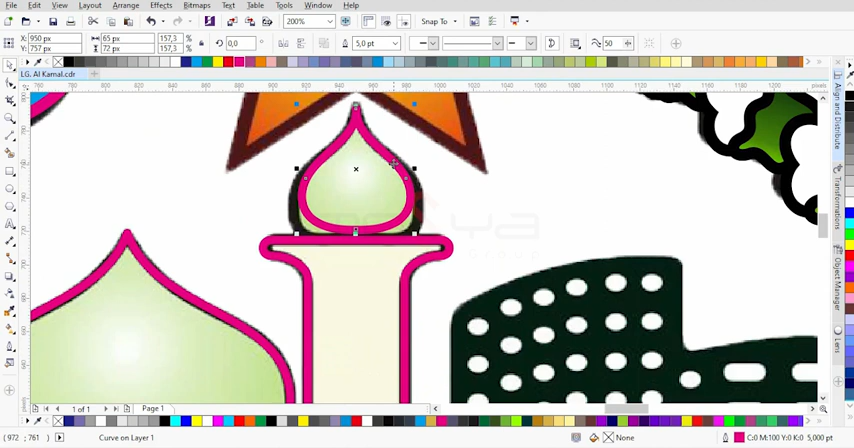 File Edit View Layout Arrange Effects Bitmaps Text Table Tools Window Help
200% Snap To
X: 950 px 65 px 157,3 0,0 5,0 pt 50
Y: 757 px 72 px 157,3
LG. Al Kamal.cdr
760 780 800 820 840 860 880 900 920 940 960 980 1000 1020 1040 1060 1080 1100 1120 1140 1160 1180 1200 pixels
Align and Distribute
Object Manager
Lens
1 of 1 Page 1
( 972 ; 761 ) Curve on Layer 1 None C:0 M:100 Y:0 K:0 5,000 pt